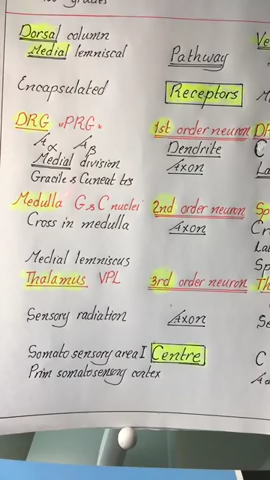 grades
Dorsal column
Medial lemniscal
Pathway
Encapsulated
Receptors
DRG "PRG"
1st order neuron
Aα Aβ
Dendrite
Medial division
Axon
Gracile & Cuneat trs
Medulla G & C nuclei
2nd order neuron
Cross in medulla
Axon
Medial lemniscus
Thalamus VPL
3rd order neuron
Sensory radiation
Axon
Somatosensory area I
Centre
Prim somatosensory cortex